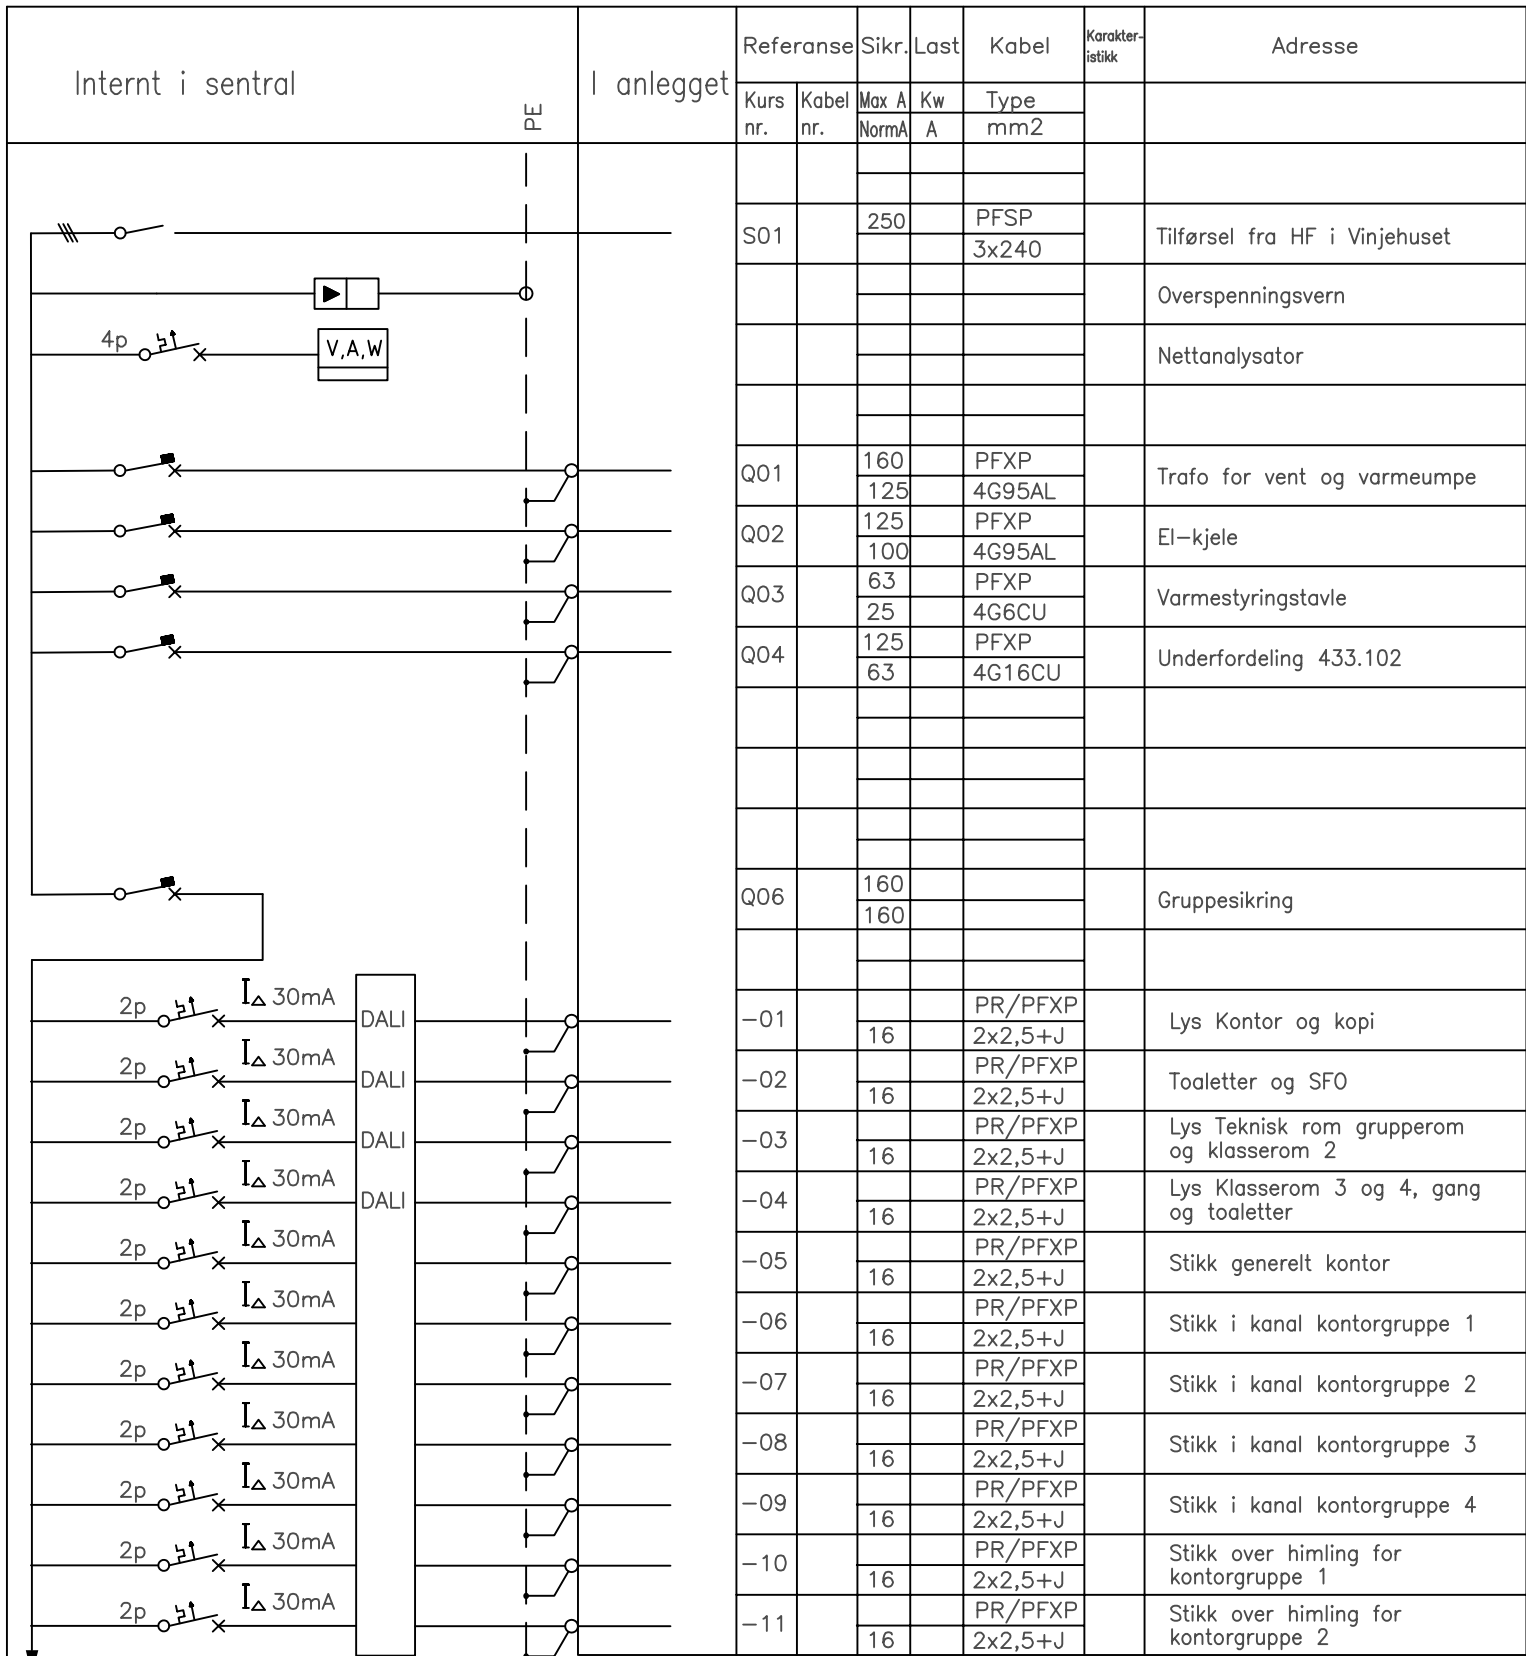 Internt i sentral
PE
I anlegget
Referanse Sikr. Last Kabel Karakter-istikk Adresse
Kurs nr. Kabel nr. Max A Kw Type
NormA A mm2
S01 250 PFSP Tilførsel fra HF i Vinjehuset
3x240
Overspenningsvern
4p V,A,W Nettanalysator
Q01 160 PFXP Trafo for vent og varmeumpe
125 4G95AL
Q02 125 PFXP El-kjele
100 4G95AL
Q03 63 PFXP Varmestyringstavle
25 4G6CU
Q04 125 PFXP Underfordeling 433.102
63 4G16CU
Q06 160 Gruppesikring
160
2p I△ 30mA DALI -01 PR/PFXP Lys Kontor og kopi
16 2x2,5+J
2p I△ 30mA DALI -02 PR/PFXP Toaletter og SFO
16 2x2,5+J
2p I△ 30mA DALI -03 PR/PFXP Lys Teknisk rom grupperom
16 2x2,5+J og klasserom 2
2p I△ 30mA DALI -04 PR/PFXP Lys Klasserom 3 og 4, gang
16 2x2,5+J og toaletter
2p I△ 30mA -05 PR/PFXP Stikk generelt kontor
16 2x2,5+J
2p I△ 30mA -06 PR/PFXP Stikk i kanal kontorgruppe 1
16 2x2,5+J
2p I△ 30mA -07 PR/PFXP Stikk i kanal kontorgruppe 2
16 2x2,5+J
2p I△ 30mA -08 PR/PFXP Stikk i kanal kontorgruppe 3
16 2x2,5+J
2p I△ 30mA -09 PR/PFXP Stikk i kanal kontorgruppe 4
16 2x2,5+J
2p I△ 30mA -10 PR/PFXP Stikk over himling for
16 2x2,5+J kontorgruppe 1
2p I△ 30mA -11 PR/PFXP Stikk over himling for
16 2x2,5+J kontorgruppe 2